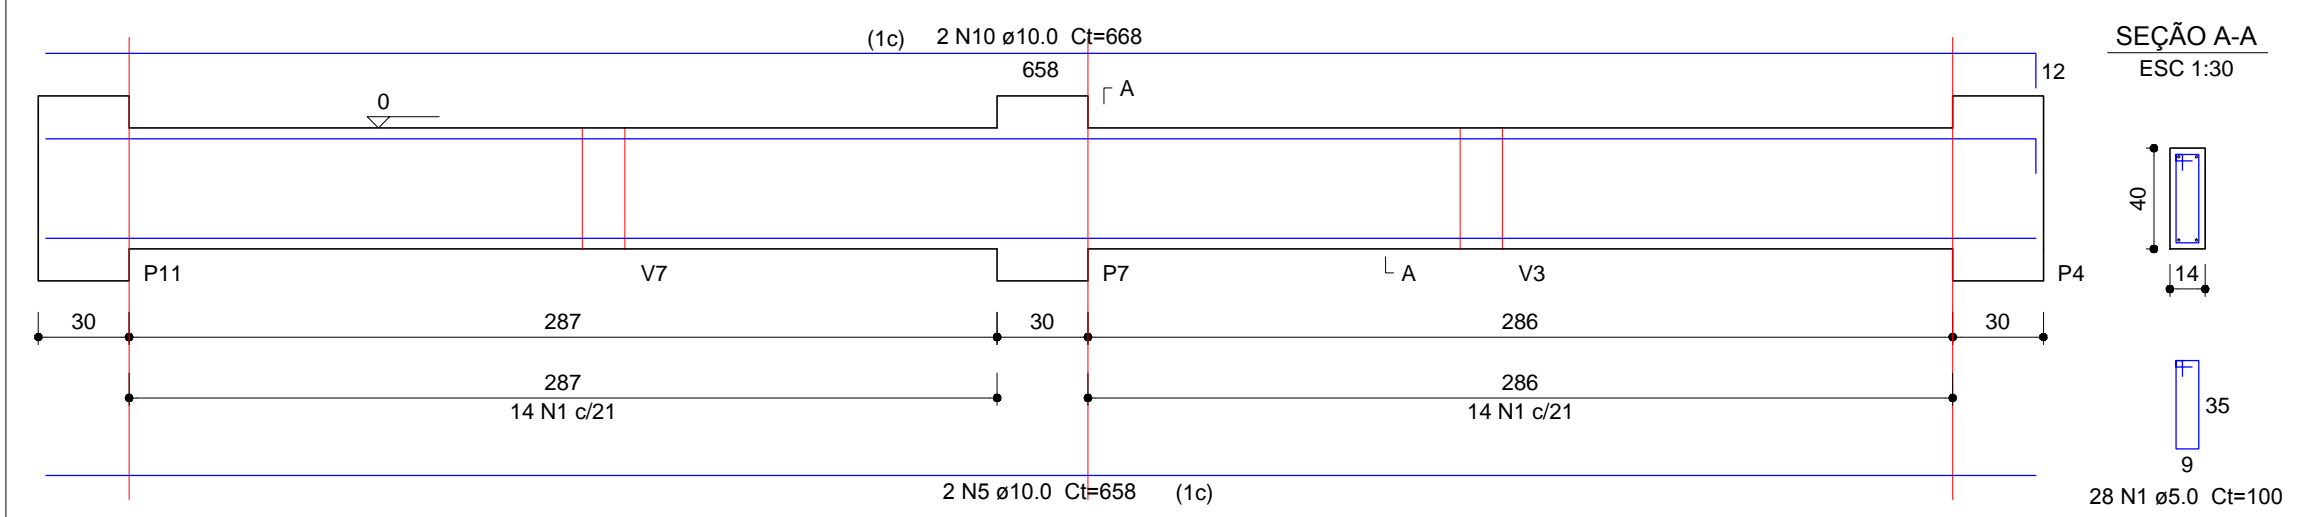 (1c) 2 N10 ø10.0 Ct=668
658
12
SEÇÃO A-A
ESC 1:30
0
A
40
14
P11
V7
P7
A
V3
P4
30
287
30
286
30
287
14 N1 c/21
286
14 N1 c/21
35
9
2 N5 ø10.0 Ct=658 (1c)
28 N1 ø5.0 Ct=100